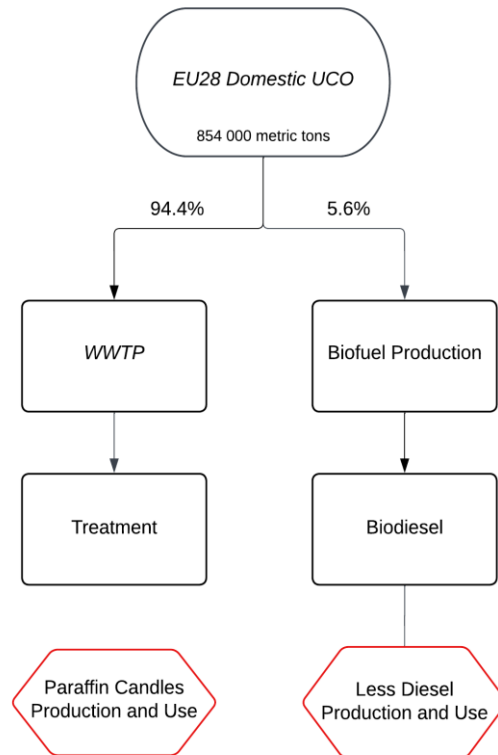 EU28 Domestic UCO
854 000 metric tons
94.4%
5.6%
WWTP
Biofuel Production
Treatment
Biodiesel
Paraffin Candles
Production and Use
Less Diesel
Production and Use